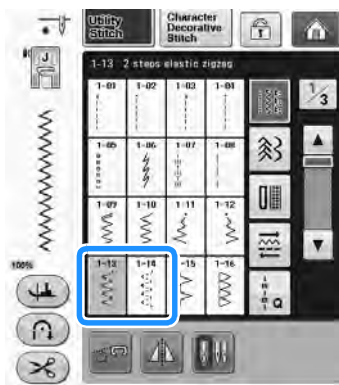 Utility
Stitch
Character
Decorative
Stitch
J
1-13 2 steps elastic zigzag
1/3
1-01 1-02 1-03 1-04
1-05 1-06 1-07 1-08
1-09 1-10 1-11 1-12
100%
1-13 1-14 -15 1-16
Q